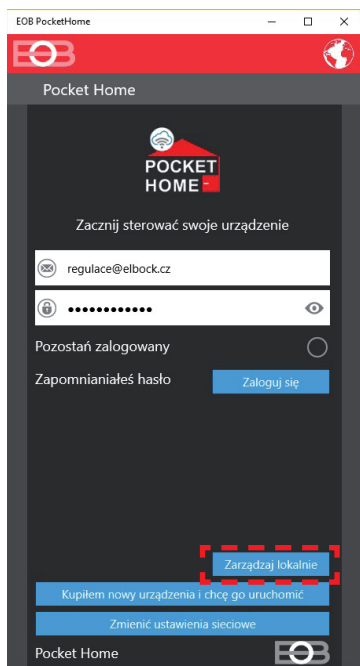 EOB PocketHome
EOB
Pocket Home
POCKET
HOME
Zacznij sterować swoje urządzenie
regulace@elbock.cz
••••••••••••
Pozostań zalogowany
Zapomnianiałeś hasło
Zaloguj się
Zarządzaj lokalnie
Kupiłem nowy urządzenia i chcę go uruchomić
Zmienić ustawienia sieciowe
Pocket Home
EOB